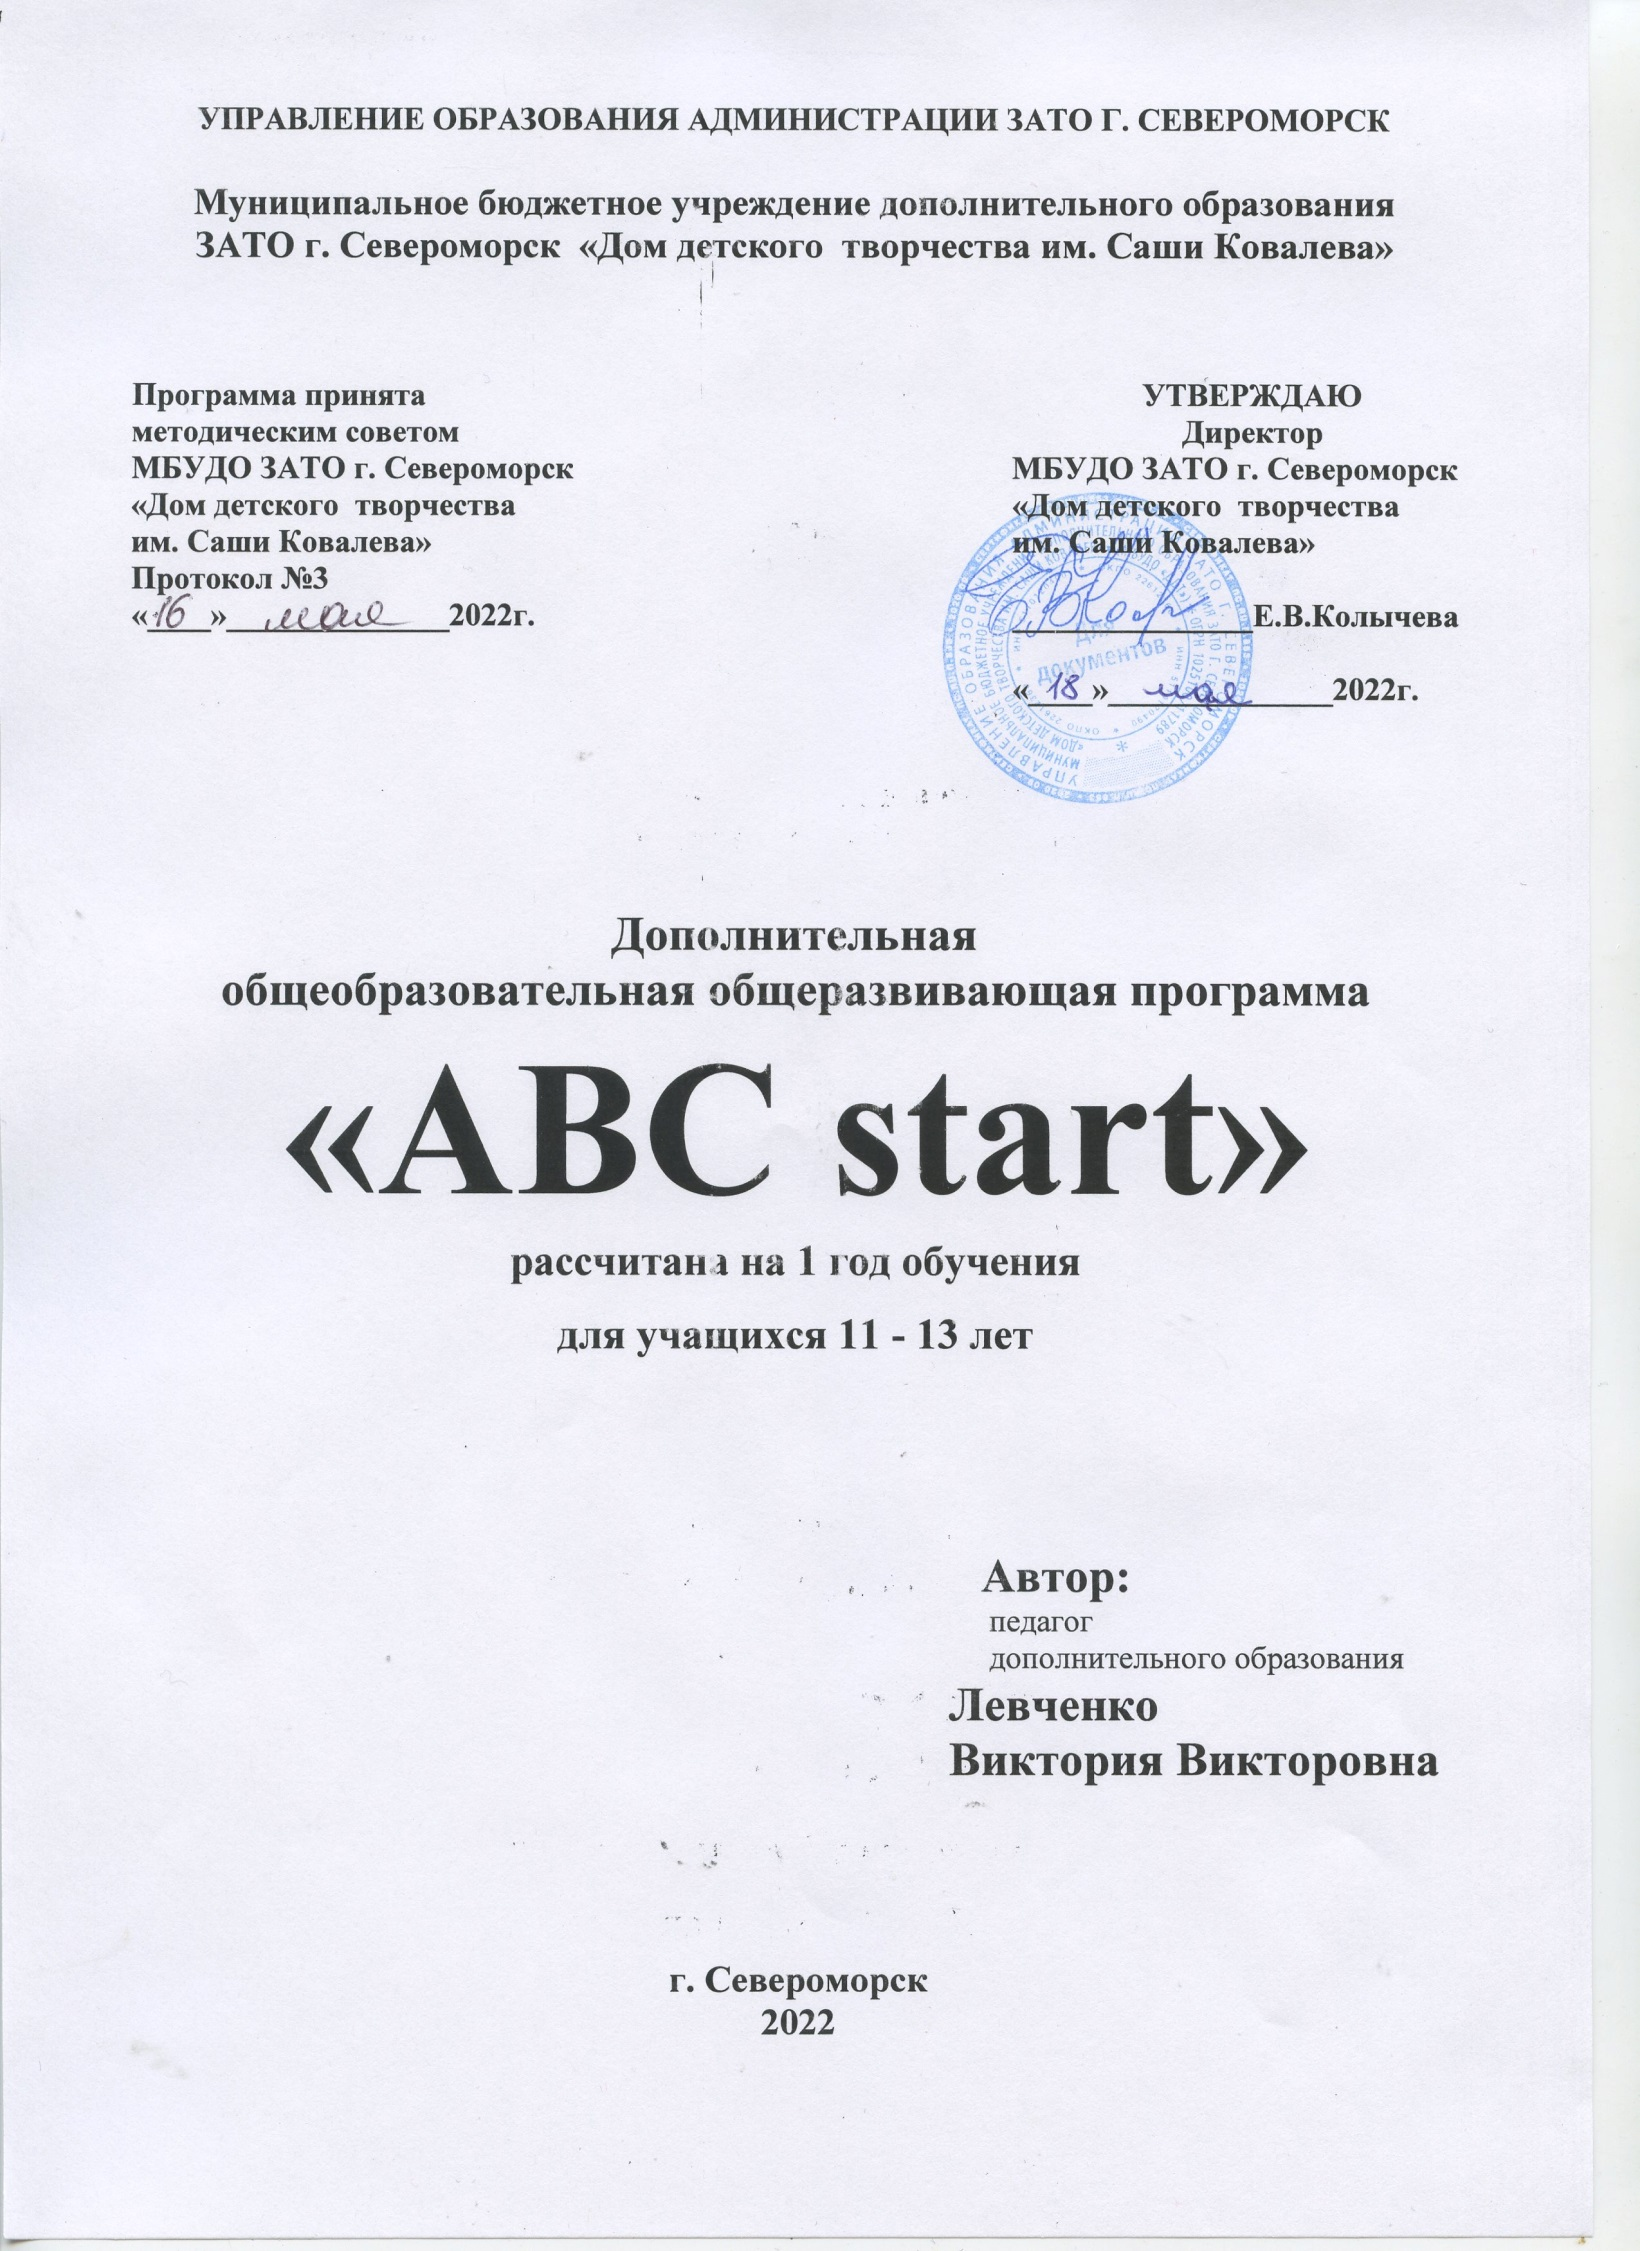 УПРАВЛЕНИЕ ОБРАЗОВАНИЯ АДМИНИСТРАЦИИ ЗАТО Г. СЕВЕРОМОРСК
Муниципальное бюджетное учреждение дополнительного образования
ЗАТО г. Североморск «Дом детского творчества им. Саши Ковалева»
Программа принята
методическим советом
МБУДО ЗАТО г. Североморск
«Дом детского творчества
им. Саши Ковалева»
Протокол №3
«16» мая 2022г.
УТВЕРЖДАЮ
Директор
МБУДО ЗАТО г. Североморск
«Дом детского творчества
им. Саши Ковалева»
Е.В.Колычева
«18» мая 2022г.
Для
документов
Дополнительная
общеобразовательная общеразвивающая программа
«ABC start»
рассчитана на 1 год обучения
для учащихся 11 - 13 лет
Автор:
педагог
дополнительного образования
Левченко
Виктория Викторовна
г. Североморск
2022